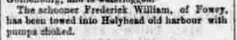 The schooner Frederick William, of Fowey,
has been towed into Holyhead old harbour with
pumps choked.